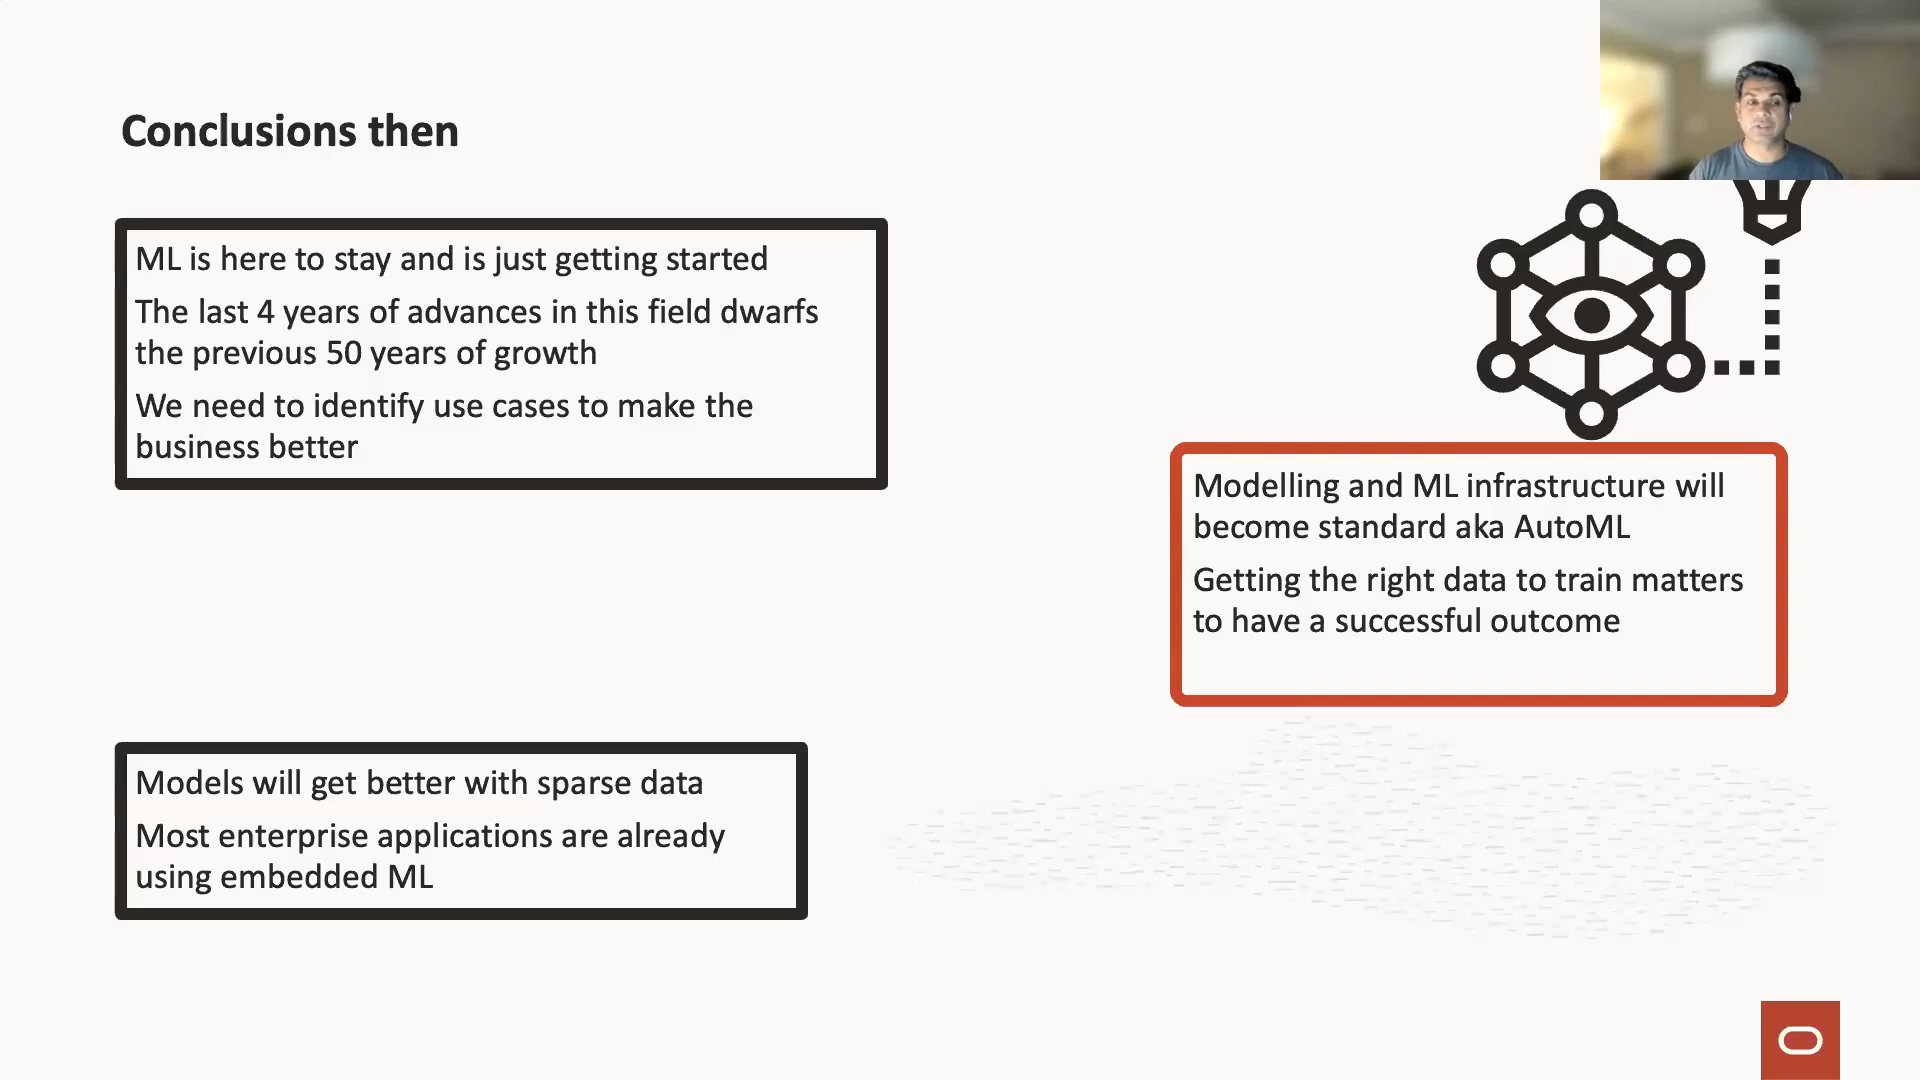 Conclusions then
ML is here to stay and is just getting started
The last 4 years of advances in this field dwarfs
the previous 50 years of growth
We need to identify use cases to make the
business better
Modelling and ML infrastructure will
become standard aka AutoML
Getting the right data to train matters
to have a successful outcome
Models will get better with sparse data
Most enterprise applications are already
using embedded ML